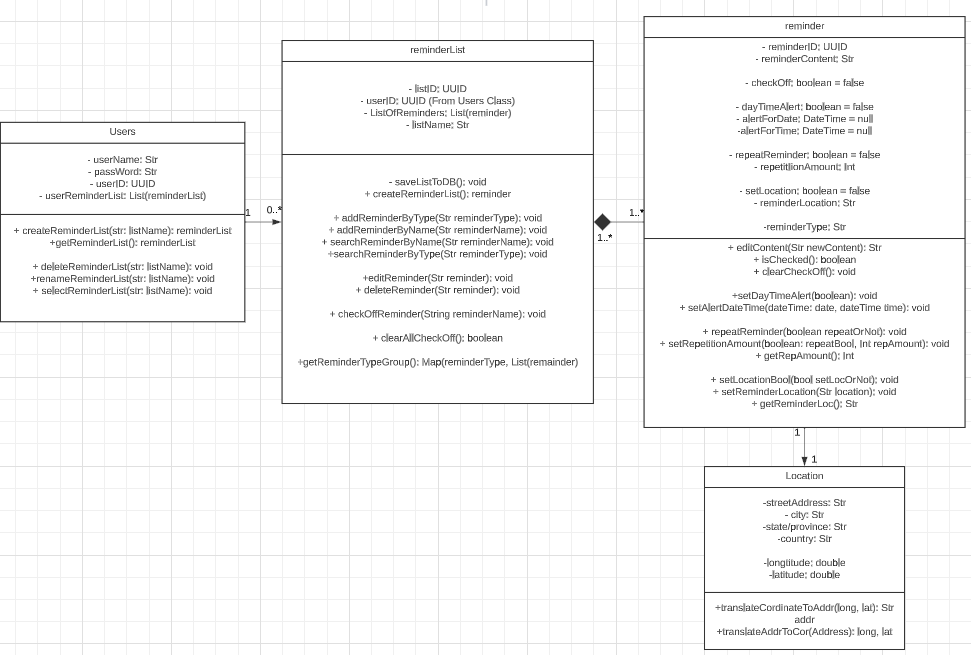 Users
- userName: Str
- passWord: Str
- userID: UUID
- userReminderList: List(reminderList)
+ createReminderList(str: listName): reminderList
+getReminderList(): reminderList
+ deleteReminderList(str: listName): void
+renameReminderList(str: listName): void
+ selectReminderList(str: listName): void
1
0..*
reminderList
- listID; UUID
- userID; UUID (From Users Class)
- ListOfReminders; List(reminder)
- listName; Str
- saveListToDB(); void
+ createReminderList(); reminder
+ addReminderByType(Str reminderType); void
+ addReminderByName(Str reminderName); void
+ searchReminderByName(Str reminderName); void
+searchReminderByType(Str reminderType); void
+editReminder(Str reminder); void
+ deleteReminder(Str reminder); void
+ checkOffReminder(String reminderName); void
+ clearAllCheckOff(); boolean
+getReminderTypeGroup(); Map(reminderType, List(remainder)
1..*
1..*
reminder
- reminderID; UUID
- reminderContent; Str
- checkOff; boolean = false
- dayTimeAlert; boolean = false
- alertForDate; DateTime = null
-alertForTime; DateTime = null
- repeatReminder; boolean = false
- repetitionAmount; Int
- setLocation; boolean = false
- reminderLocation; Str
-reminderType; Str
+ editContent(Str newContent); Str
+ isChecked(); boolean
+ clearCheckOff(); void
+setDayTimeAlert(boolean); void
+ setAlertDateTime(dateTime: date, dateTime time); void
+ repeatReminder(boolean repeatOrNot); void
+ setRepetitionAmount(boolean: repeatBool, Int repAmount); void
+ getRepAmount(); Int
+ setLocationBool(bool setLocOrNot); void
+ setReminderLocation(Str location); void
+ getReminderLoc(); Str
1
1
Location
-streetAddress: Str
- city: Str
-state/province: Str
-country: Str
-longtitude; double
-latitude; double
+translateCordinateToAddr(long, lat): Str
addr
+translateAddrToCor(Address): long, lat